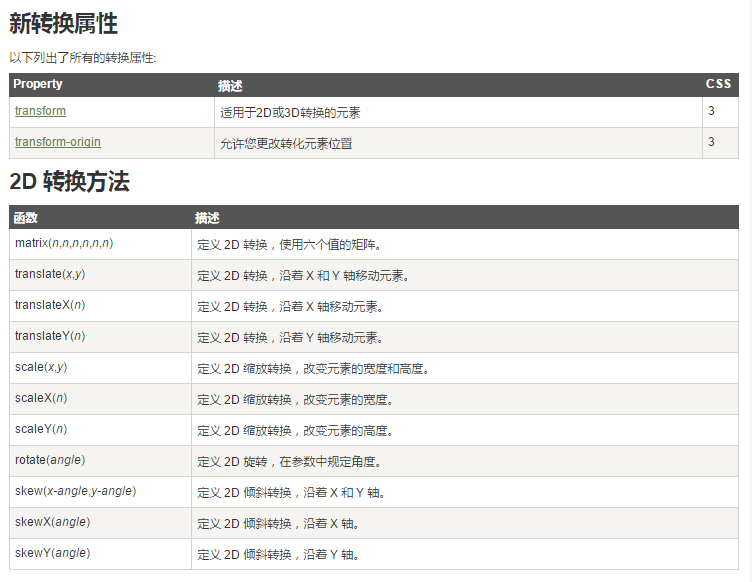 新转换属性
以下列出了所有的转换属性:
Property 描述 CSS
transform 适用于2D或3D转换的元素 3
transform-origin 允许您更改转化元素位置 3
2D 转换方法
函数 描述
matrix(n,n,n,n,n,n) 定义 2D 转换，使用六个值的矩阵。
translate(x,y) 定义 2D 转换，沿着 X 和 Y 轴移动元素。
translateX(n) 定义 2D 转换，沿着 X 轴移动元素。
translateY(n) 定义 2D 转换，沿着 Y 轴移动元素。
scale(x,y) 定义 2D 缩放转换，改变元素的宽度和高度。
scaleX(n) 定义 2D 缩放转换，改变元素的宽度。
scaleY(n) 定义 2D 缩放转换，改变元素的高度。
rotate(angle) 定义 2D 旋转，在参数中规定角度。
skew(x-angle,y-angle) 定义 2D 倾斜转换，沿着 X 和 Y 轴。
skewX(angle) 定义 2D 倾斜转换，沿着 X 轴。
skewY(angle) 定义 2D 倾斜转换，沿着 Y 轴。